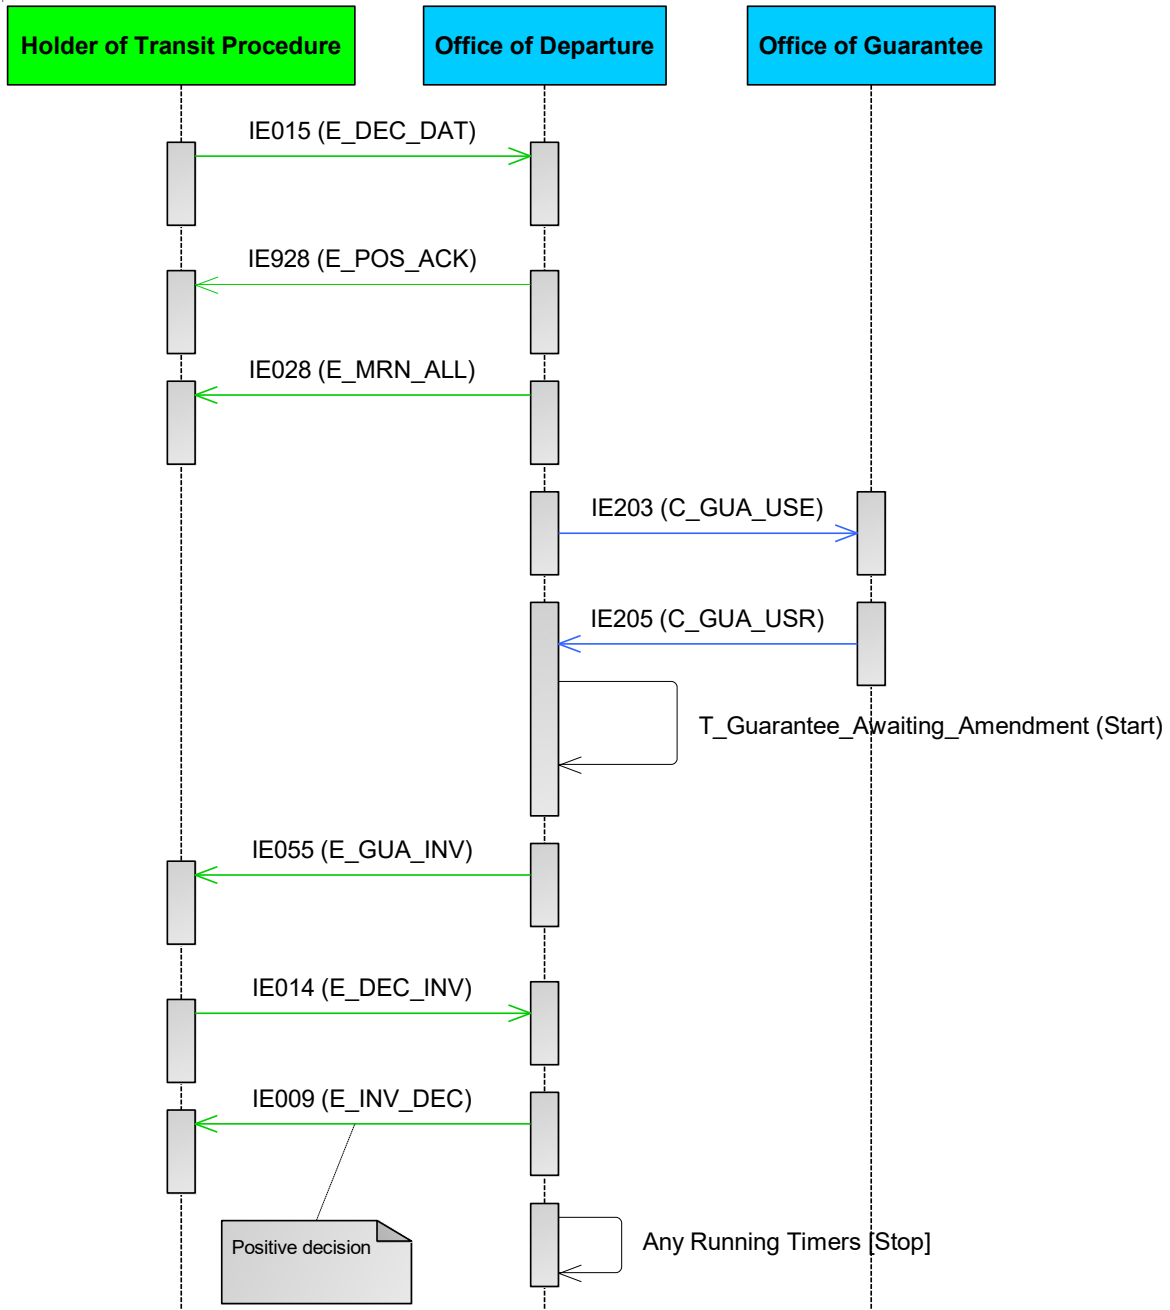 Holder of Transit Procedure
Office of Departure
Office of Guarantee
IE015 (E_DEC_DAT)
IE928 (E_POS_ACK)
IE028 (E_MRN_ALL)
IE203 (C_GUA_USE)
IE205 (C_GUA_USR)
T_Guarantee_Awaiting_Amendment (Start)
IE055 (E_GUA_INV)
IE014 (E_DEC_INV)
IE009 (E_INV_DEC)
Any Running Timers [Stop]
Positive decision